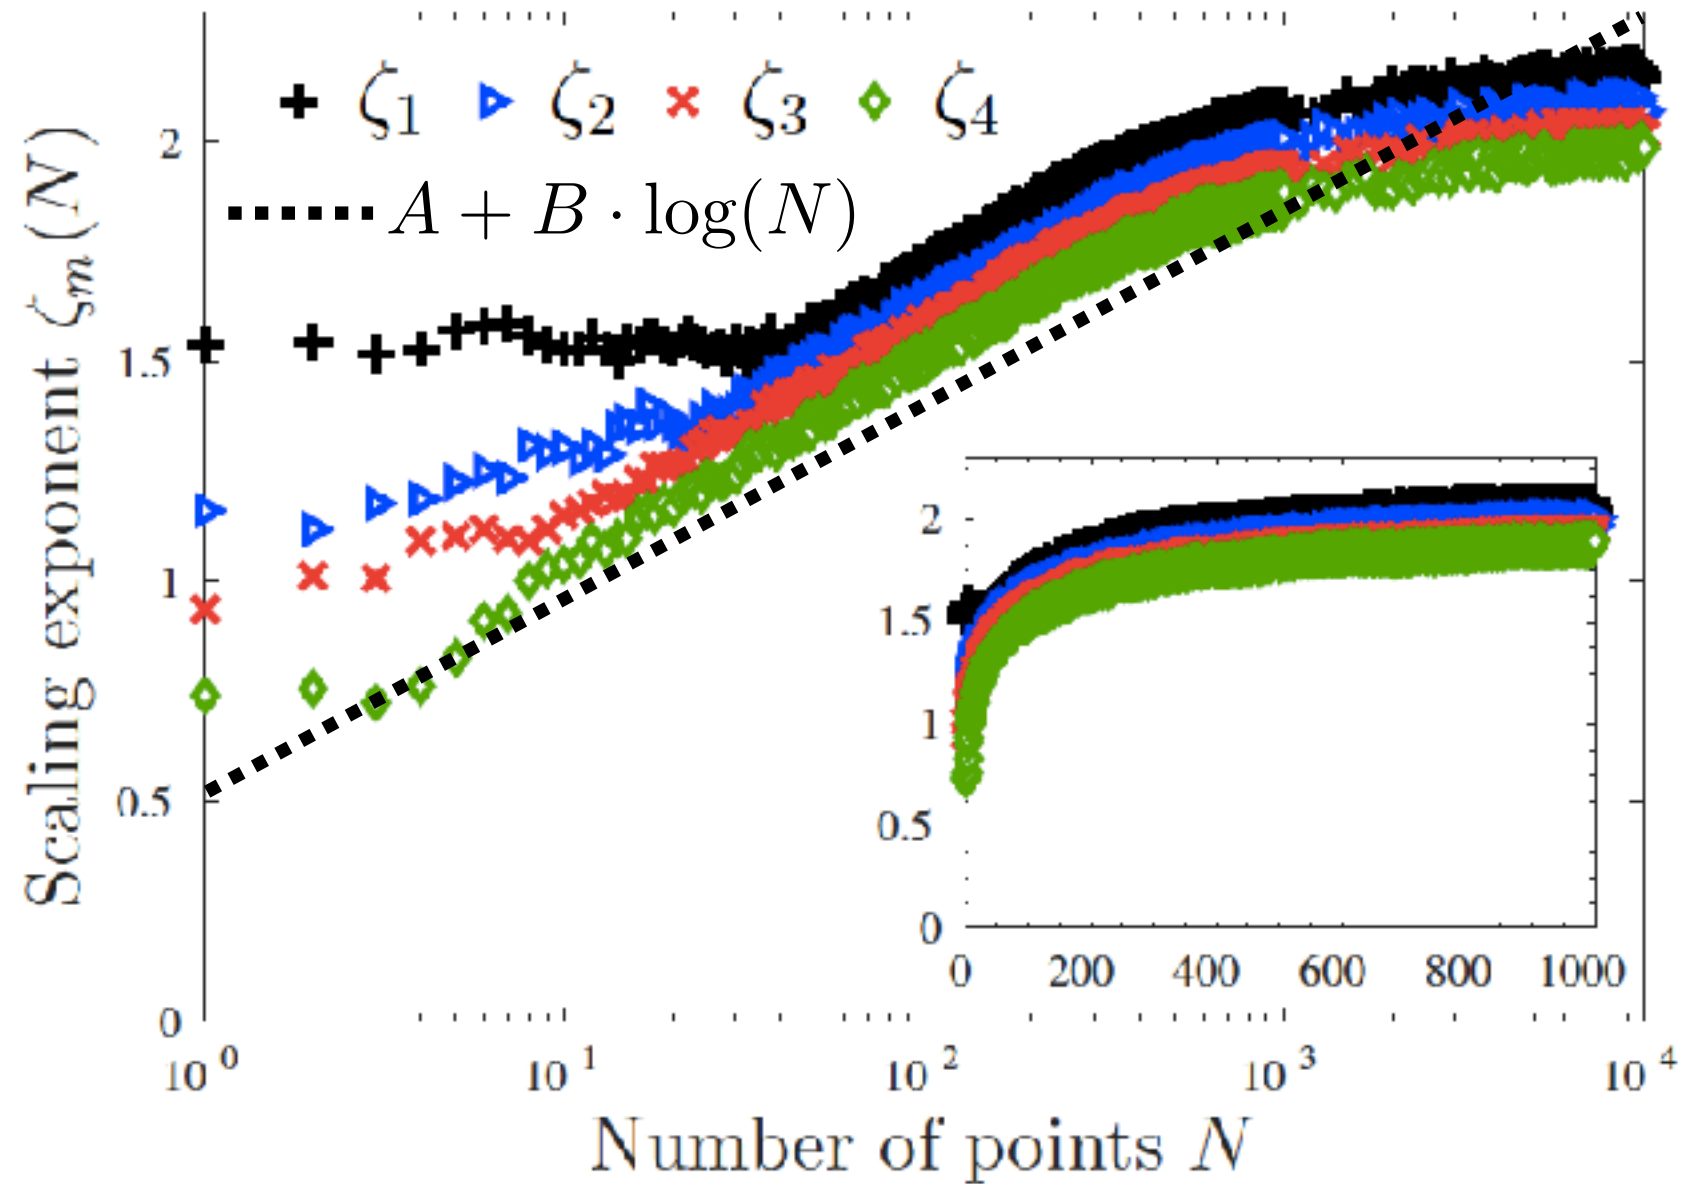 ζ1 ζ2 ζ3 ζ4
A + B · log(N)
Scaling exponent ζm(N)
2
1.5
1
0.5
0
10^0 10^1 10^2 10^3 10^4
Number of points N
2
1.5
1
0.5
0
0 200 400 600 800 1000